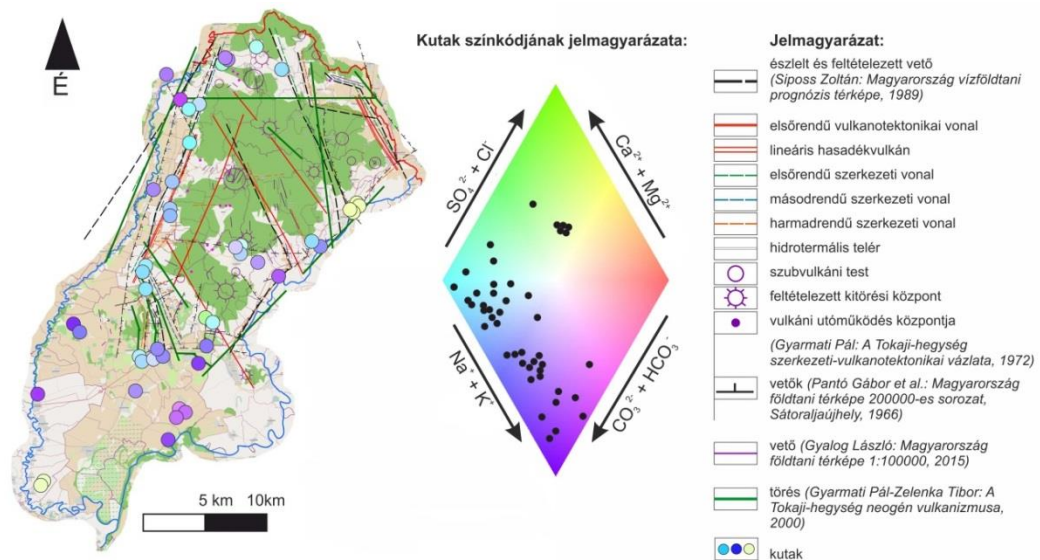 É
5 km 10km
Kutak színkódjának jelmagyarázata:
SO₄²⁻ + Cl⁻
Ca²⁺ + Mg²⁺
Na⁺ + K⁺
CO₃²⁻ + HCO₃⁻
Jelmagyarázat:
észlelt és feltételezett vető
(Siposs Zoltán: Magyarország vízföldtani
prognózis térképe, 1989)
elsőrendű vulkanotektonikai vonal
lineáris hasadékvulkán
elsőrendű szerkezeti vonal
másodrendű szerkezeti vonal
harmadrendű szerkezeti vonal
hidrotermális telér
szubvulkáni test
feltételezett kitörési központ
vulkáni utóműködés központja
(Gyarmati Pál: A Tokaji-hegység
szerkezeti-vulkanotektonikai vázlata, 1972)
vetők (Pantó Gábor et al.: Magyarország
földtani térképe 200000-es sorozat,
Sátoraljaújhely, 1966)
vető (Gyalog László: Magyarország
földtani térképe 1:100000, 2015)
törés (Gyarmati Pál-Zelenka Tibor: A
Tokaji-hegység neogén vulkanizmusa,
2000)
kutak